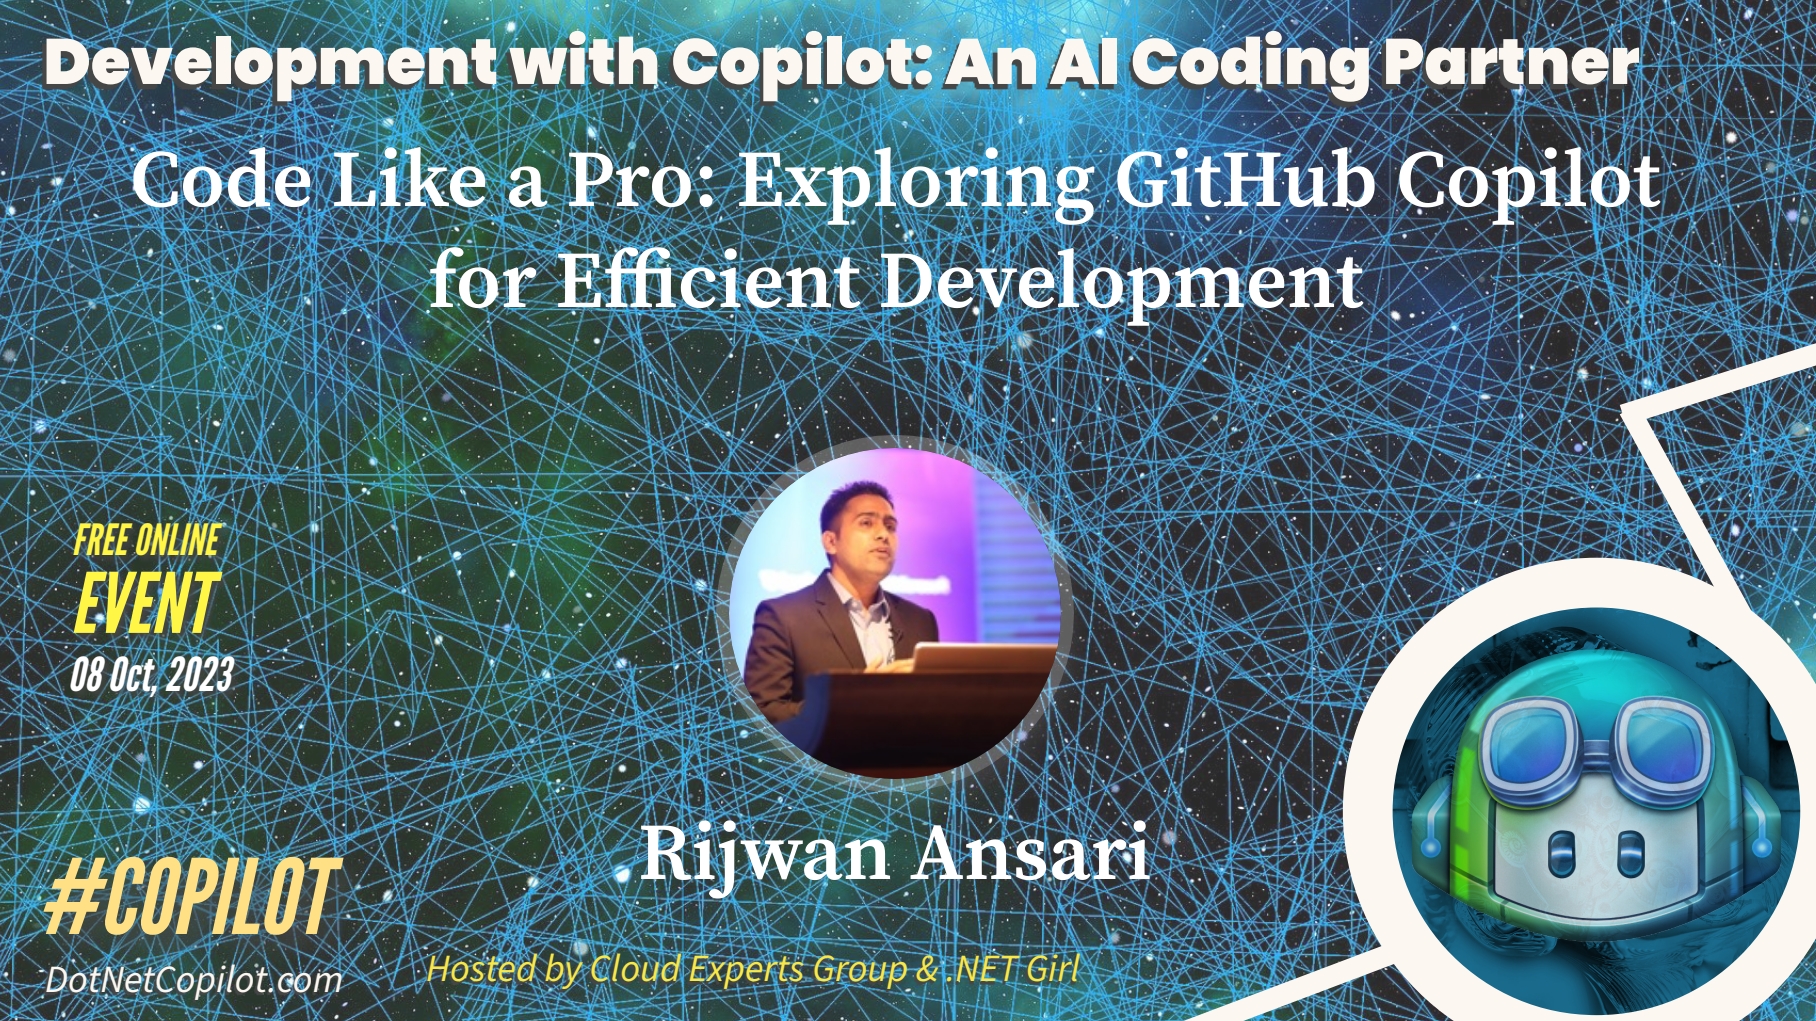 Development with Copilot: An AI Coding Partner
Code Like a Pro: Exploring GitHub Copilot
for Efficient Development
FREE ONLINE
EVENT
08 Oct, 2023
Rijwan Ansari
#COPILOT
DotNetCopilot.com
Hosted by Cloud Experts Group & .NET Girl